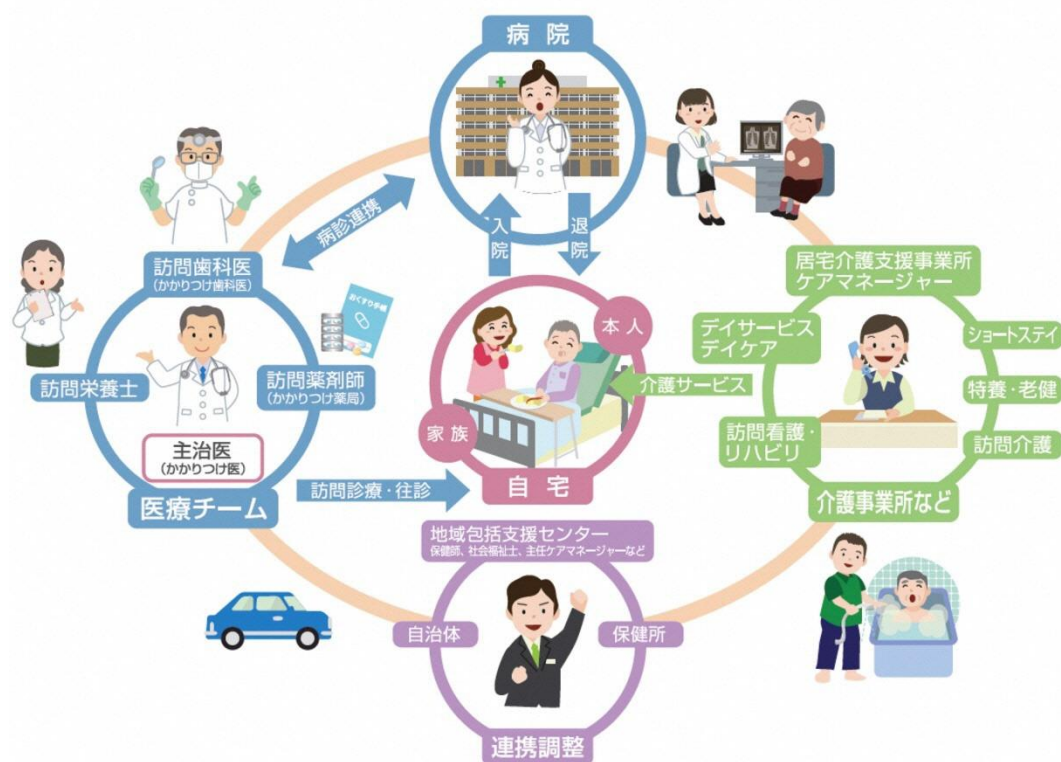 病院
病診連携
入院
退院
訪問歯科医
(かかりつけ歯科医)
おくすり手帳
訪問栄養士
訪問薬剤師
(かかりつけ薬局)
主治医
(かかりつけ医)
医療チーム
訪問診療・往診
本人
家族
自宅
介護サービス
居宅介護支援事業所
ケアマネージャー
デイサービス
デイケア
ショートステイ
特養・老健
訪問看護・
リハビリ
訪問介護
介護事業所など
地域包括支援センター
保健師、社会福祉士、主任ケアマネージャーなど
自治体
保健所
連携調整